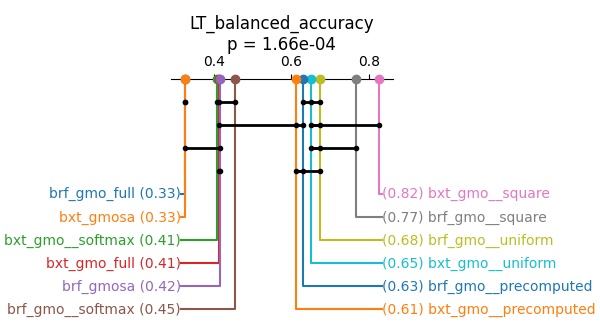 LT_balanced_accuracy
p = 1.66e-04
0.4 0.6 0.8
brf_gmo_full (0.33) (0.82) bxt_gmo__square
bxt_gmosa (0.33) (0.77) brf_gmo__square
bxt_gmo__softmax (0.41) (0.68) brf_gmo__uniform
bxt_gmo_full (0.41) (0.65) bxt_gmo__uniform
brf_gmosa (0.42) (0.63) brf_gmo__precomputed
brf_gmo__softmax (0.45) (0.61) bxt_gmo__precomputed